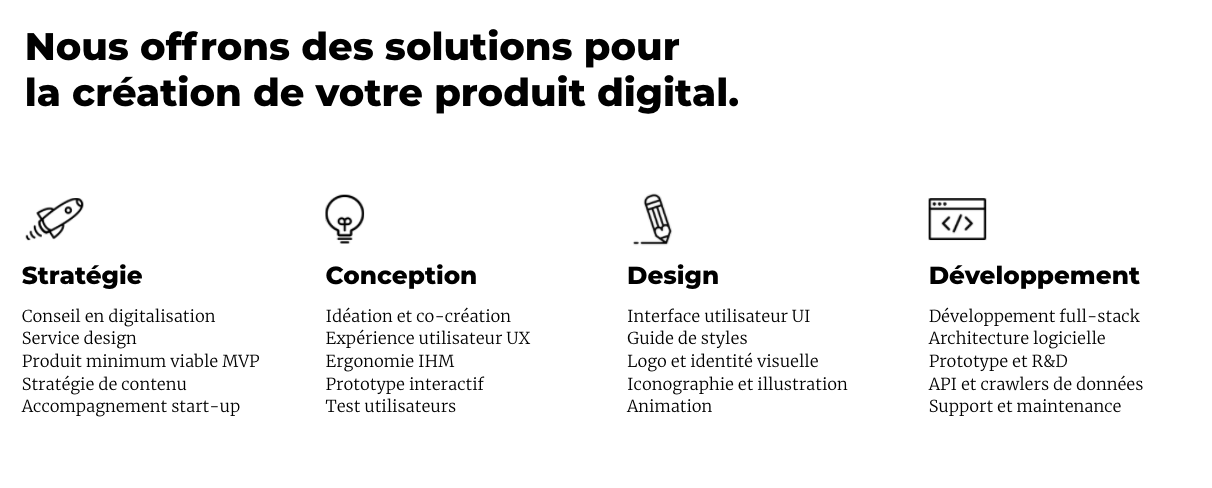 Nous offrons des solutions pour
la création de votre produit digital.
Stratégie
Conseil en digitalisation
Service design
Produit minimum viable MVP
Stratégie de contenu
Accompagnement start-up
Conception
Idéation et co-création
Expérience utilisateur UX
Ergonomie IHM
Prototype interactif
Test utilisateurs
Design
Interface utilisateur UI
Guide de styles
Logo et identité visuelle
Iconographie et illustration
Animation
</>
Développement
Développement full-stack
Architecture logicielle
Prototype et R&D
API et crawlers de données
Support et maintenance